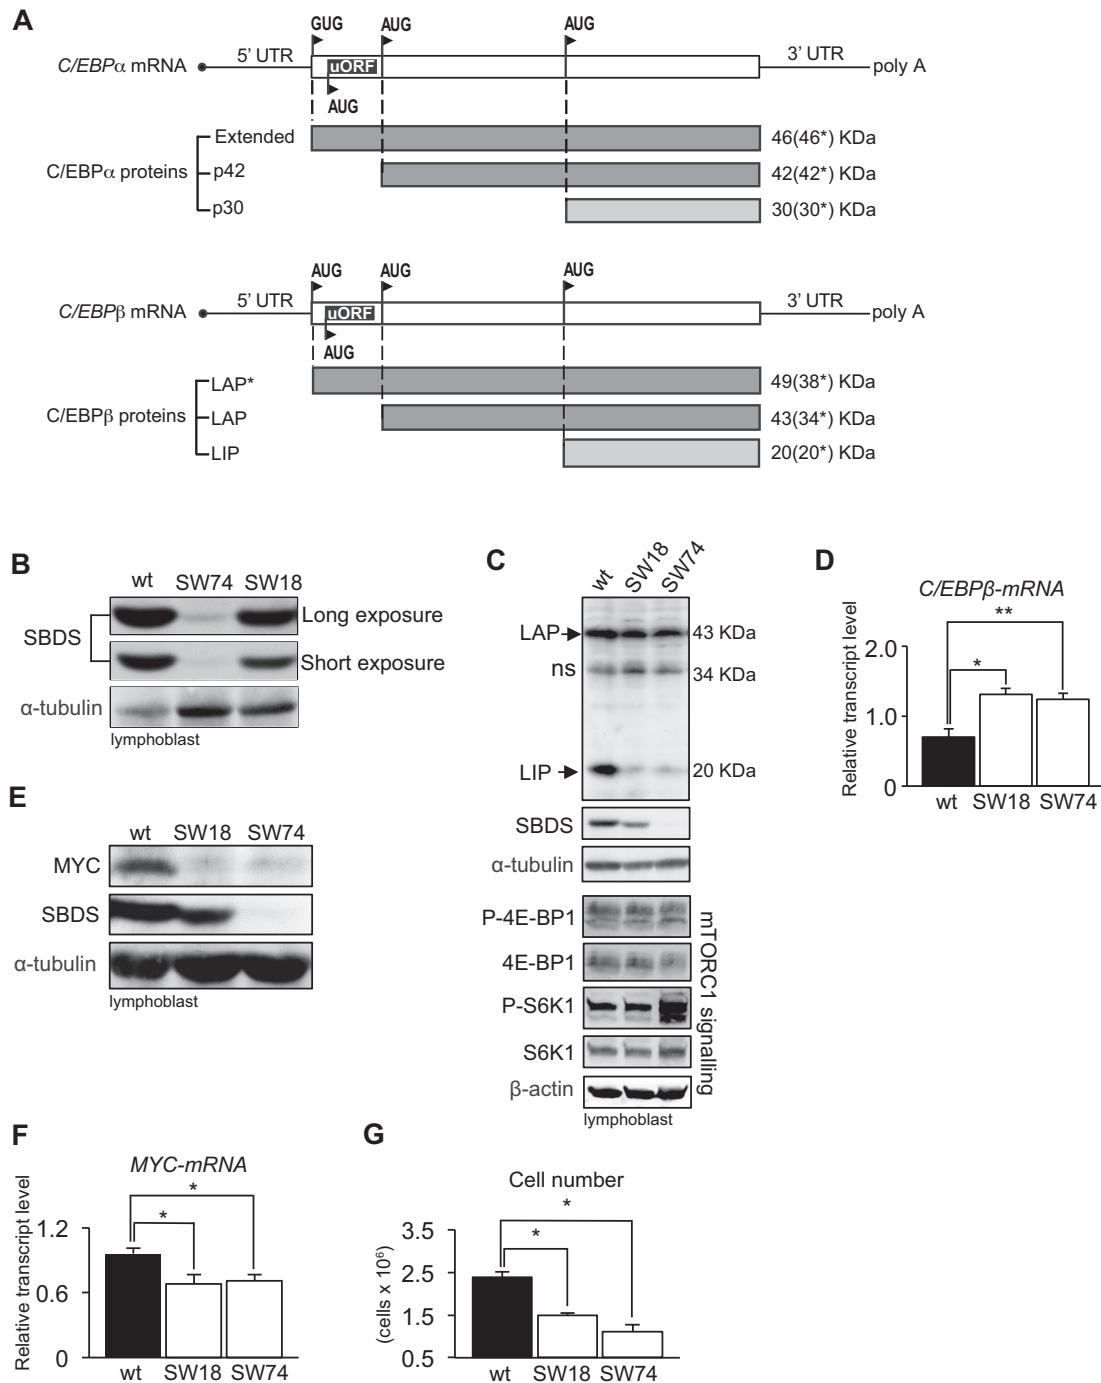 A
GUG AUG AUG
C/EBPα mRNA 5' UTR uORF 3' UTR poly A
AUG
Extended 46(46*) KDa
C/EBPα proteins p42 42(42*) KDa
p30 30(30*) KDa
AUG AUG AUG
C/EBPβ mRNA 5' UTR uORF 3' UTR poly A
AUG
LAP* 49(38*) KDa
C/EBPβ proteins LAP 43(34*) KDa
LIP 20(20*) KDa
B
wt SW74 SW18
SBDS
Long exposure
Short exposure
α-tubulin
lymphoblast
C
wt SW18 SW74
LAP 43 KDa
ns 34 KDa
LIP 20 KDa
SBDS
α-tubulin
P-4E-BP1
4E-BP1
P-S6K1
S6K1
β-actin
mTORC1 signalling
lymphoblast
D
C/EBPβ-mRNA
**
*
Relative transcript level
2.0
1.0
0
wt SW18 SW74
E
wt SW18 SW74
MYC
SBDS
α-tubulin
lymphoblast
F
MYC-mRNA
*
*
Relative transcript level
1.2
0.6
0
wt SW18 SW74
G
Cell number
*
*
(cells x 10⁶)
3.5
2.5
1.5
0.5
wt SW18 SW74